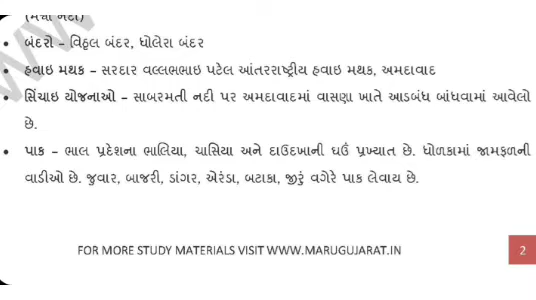 (મેશ્વો નદી)
• બંદરો – વિઠ્ઠલ બંદર, ધોલેરા બંદર
• હવાઇ મથક – સરદાર વલ્લભભાઇ પટેલ આંતરરાષ્ટ્રીય હવાઇ મથક, અમદાવાદ
• સિંચાઇ યોજનાઓ – સાબરમતી નદી પર અમદાવાદમાં વાસણા ખાતે આડબંધ બાંધવામાં આવેલો
છે.
• પાક – ભાલ પ્રદેશના ભાલિયા, ચાસિયા અને દાઉદખાની ઘઉં પ્રખ્યાત છે. ધોળકામાં જામફળની
વાડીઓ છે. જુવાર, બાજરી, ડાંગર, એરંડા, બટાકા, જીરું વગેરે પાક લેવાય છે.
FOR MORE STUDY MATERIALS VISIT WWW.MARUGUJARAT.IN
2